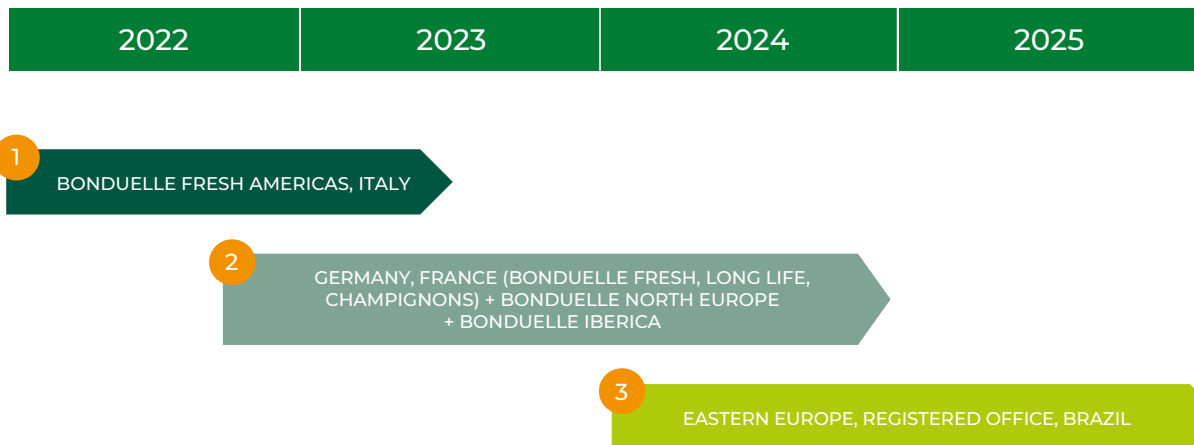 2022 2023 2024 2025
1
BONDUELLE FRESH AMERICAS, ITALY
2
GERMANY, FRANCE (BONDUELLE FRESH, LONG LIFE,
CHAMPIGNONS) + BONDUELLE NORTH EUROPE
+ BONDUELLE IBERICA
3
EASTERN EUROPE, REGISTERED OFFICE, BRAZIL